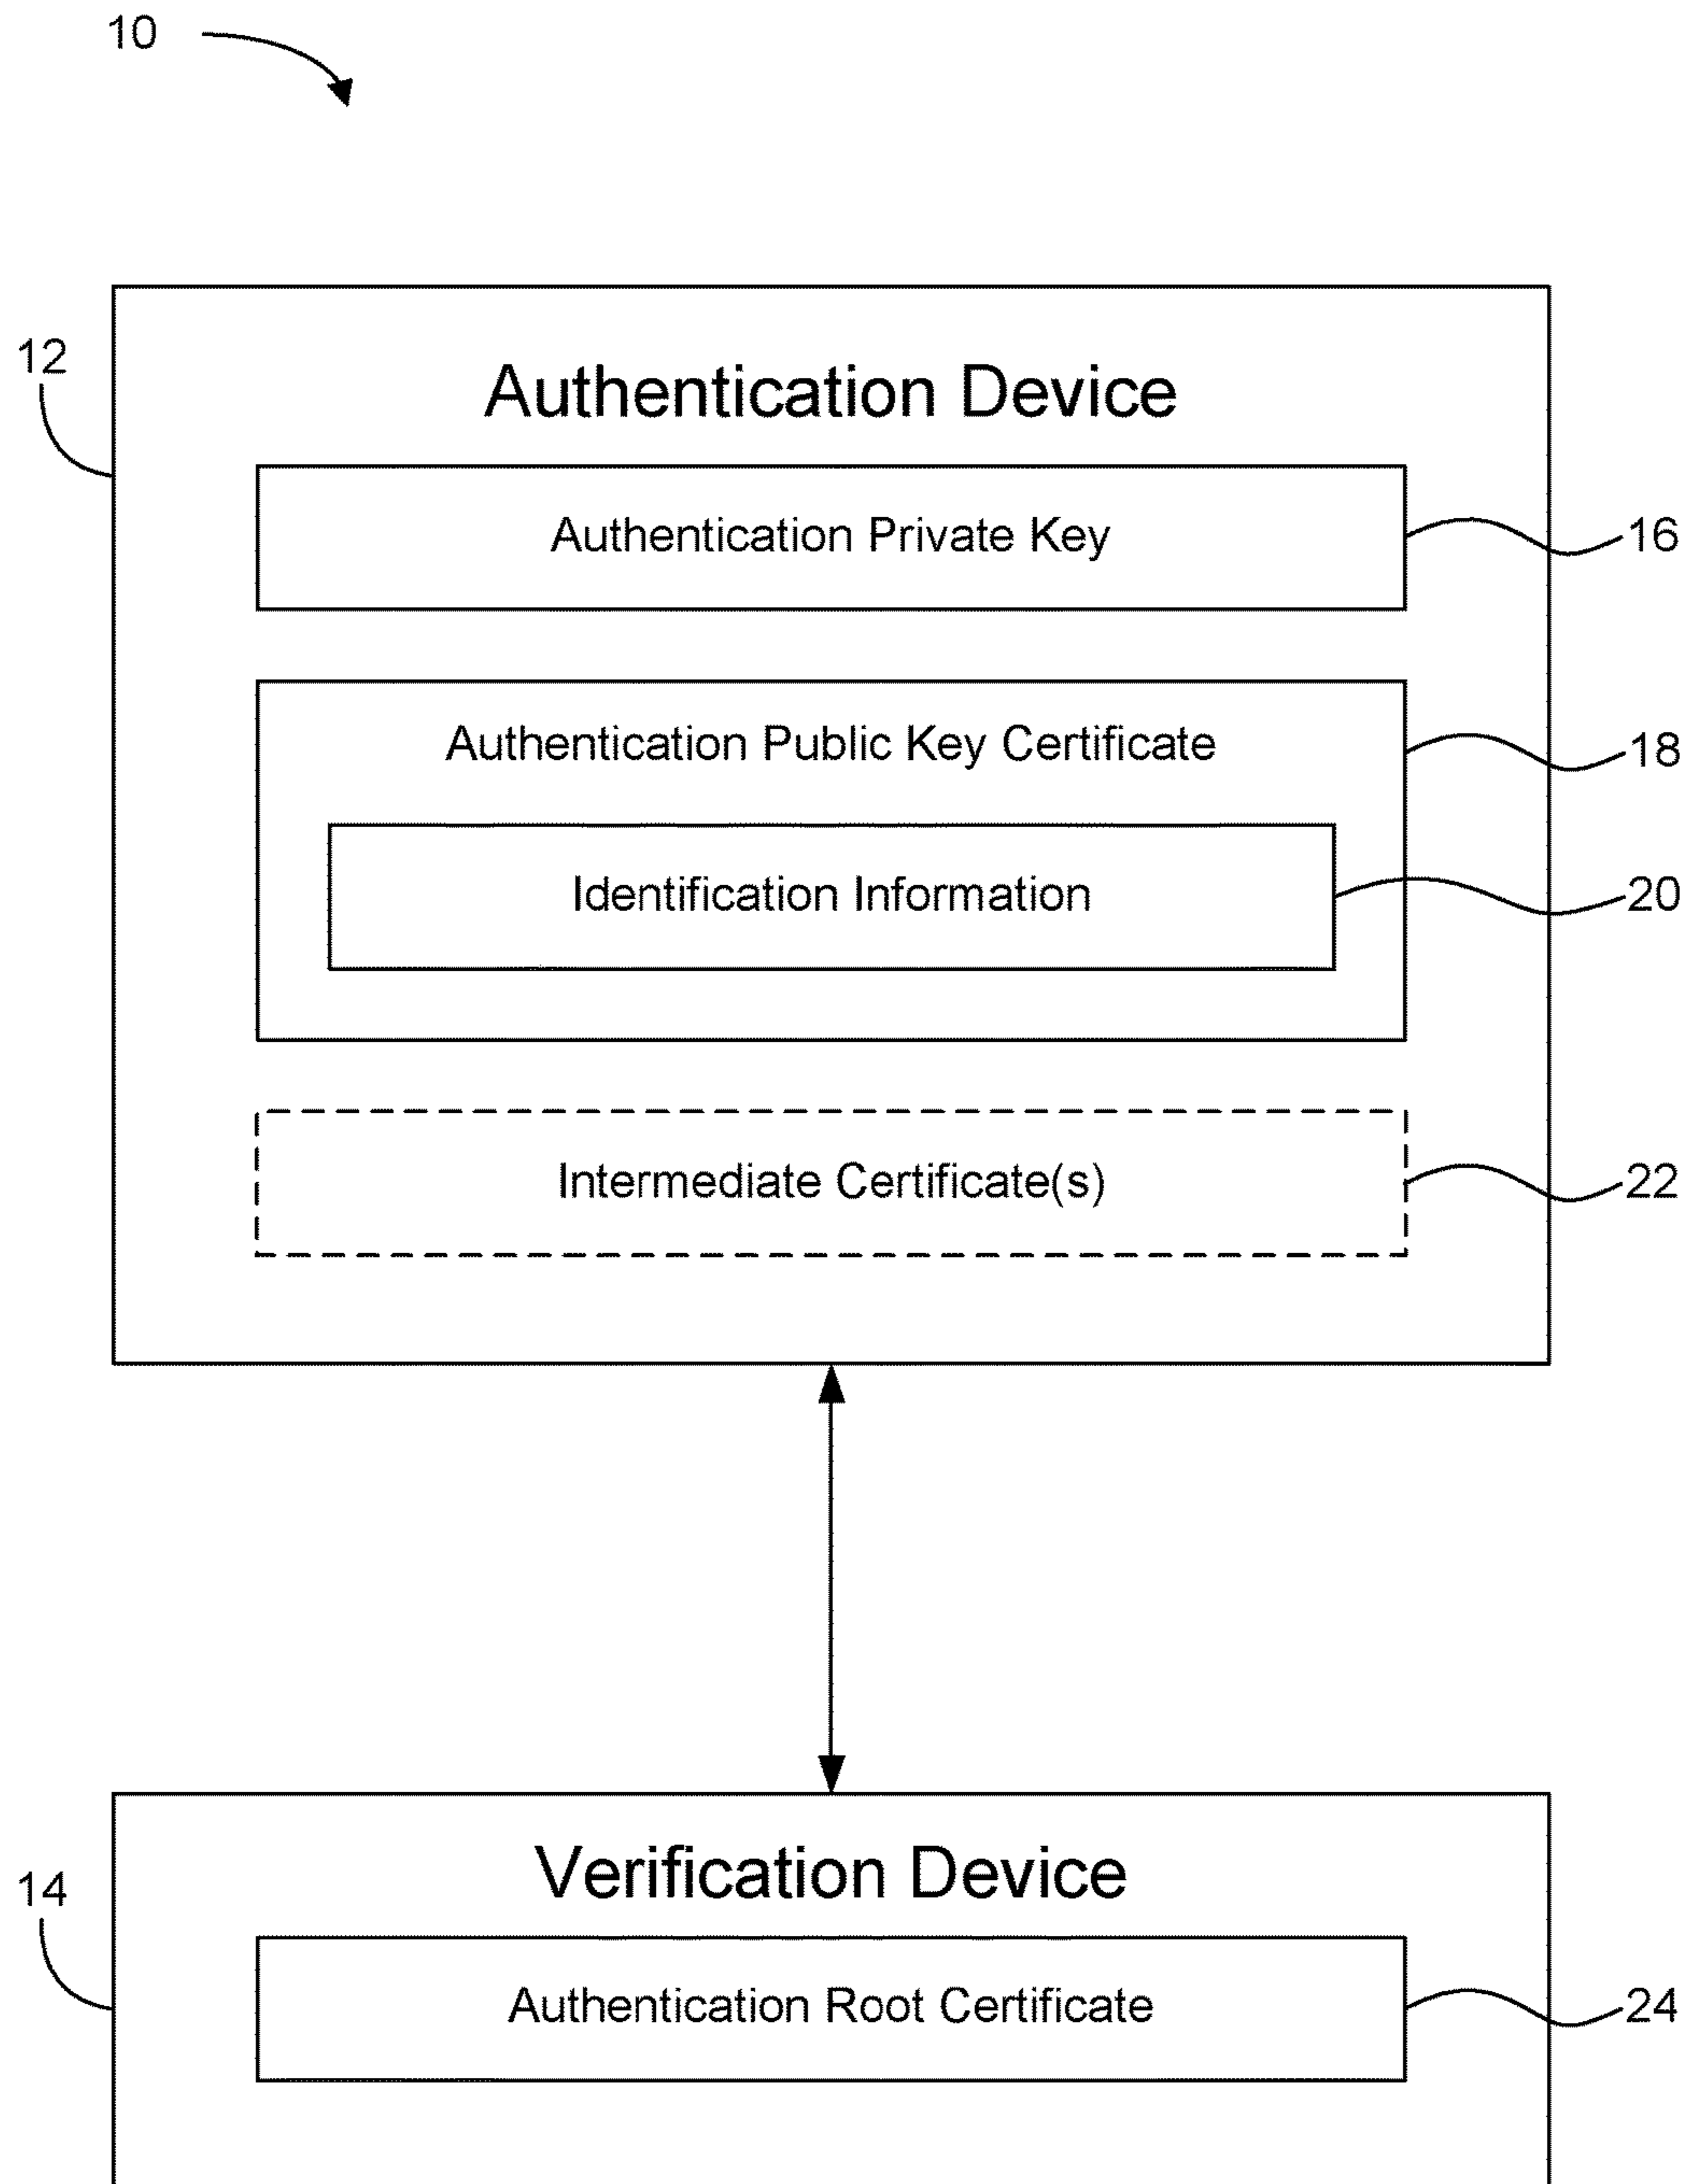 10
12
Authentication Device
Authentication Private Key
16
Authentication Public Key Certificate
18
Identification Information
20
Intermediate Certificate(s)
22
14
Verification Device
Authentication Root Certificate
24